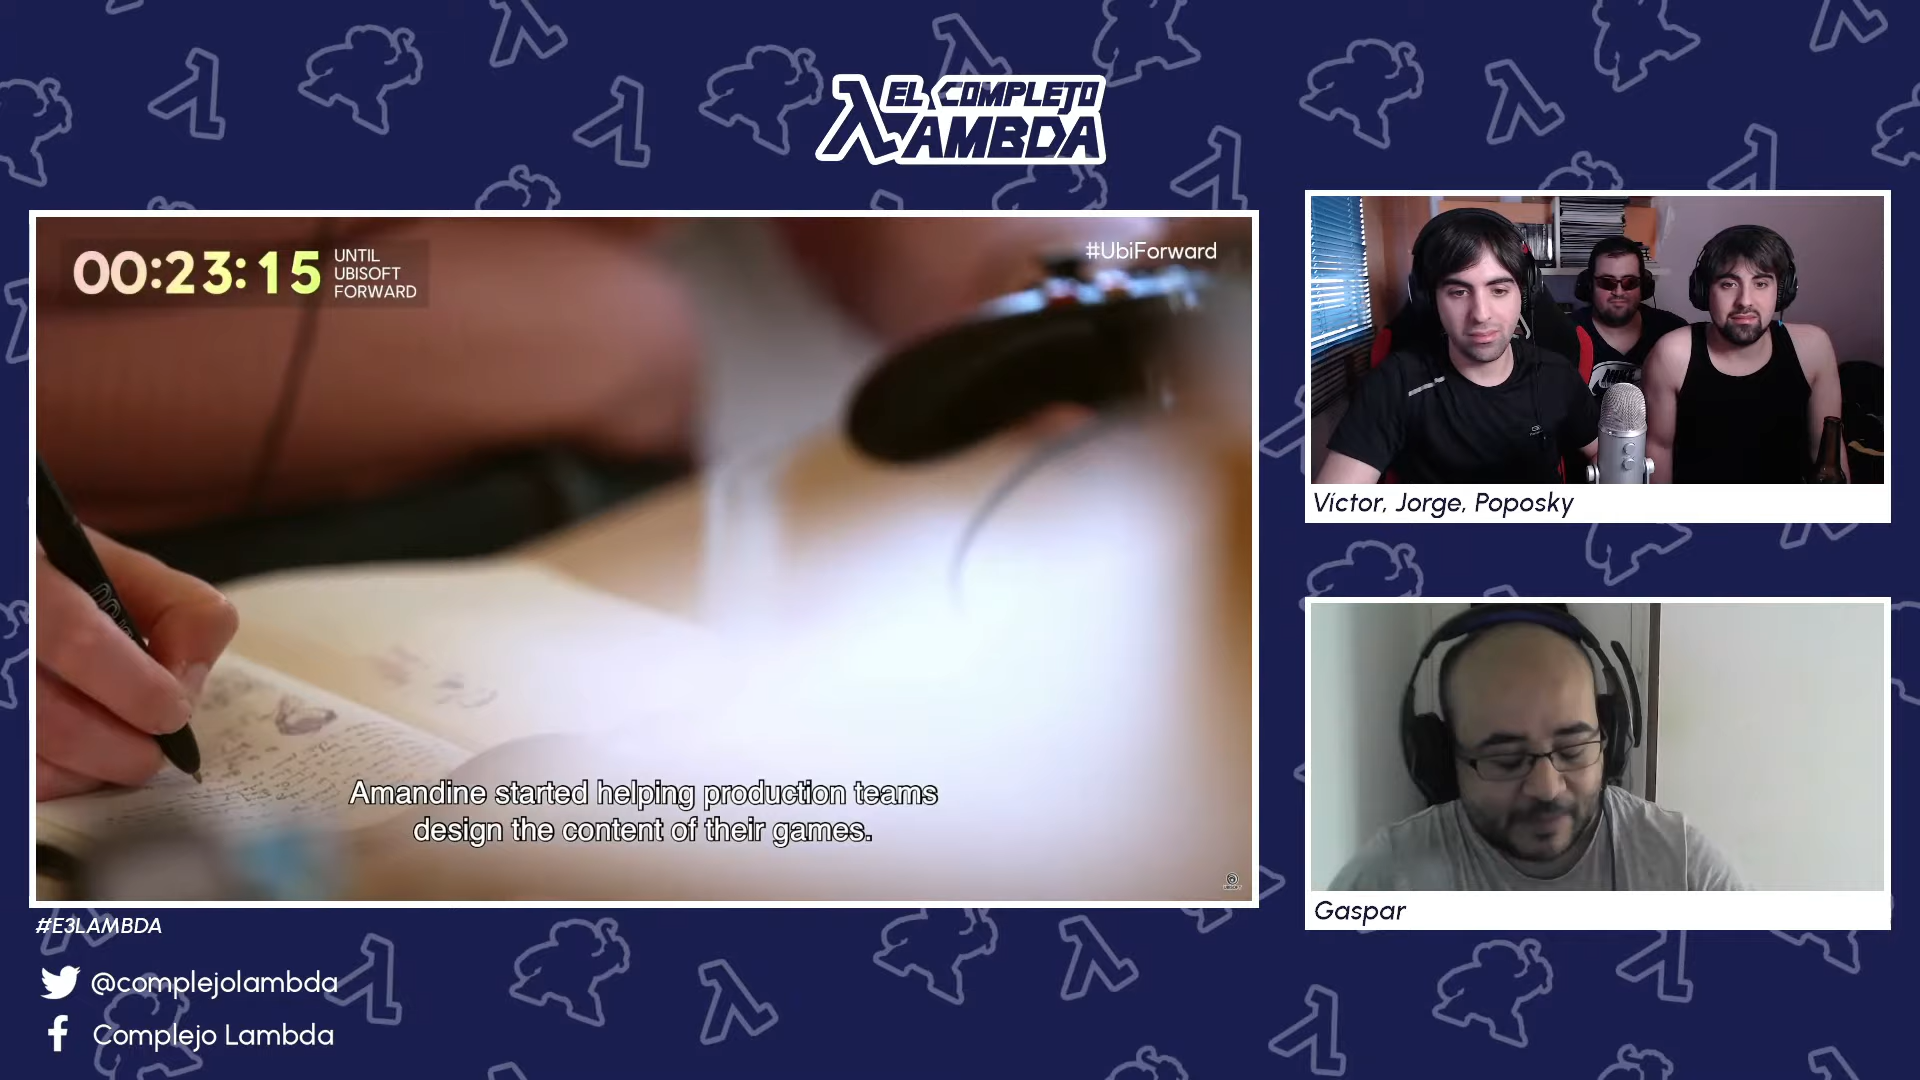 EL COMPLETO
LAMBDA
00:23:15
UNTIL
UBISOFT
FORWARD
#UbiForward
Amandine started helping production teams
design the content of their games.
Víctor, Jorge, Poposky
Gaspar
#E3LAMBDA
@complejolambda
Complejo Lambda